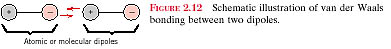 + − + −
FIGURE 2.12 Schematic illustration of van der Waals
bonding between two dipoles.
Atomic or molecular dipoles